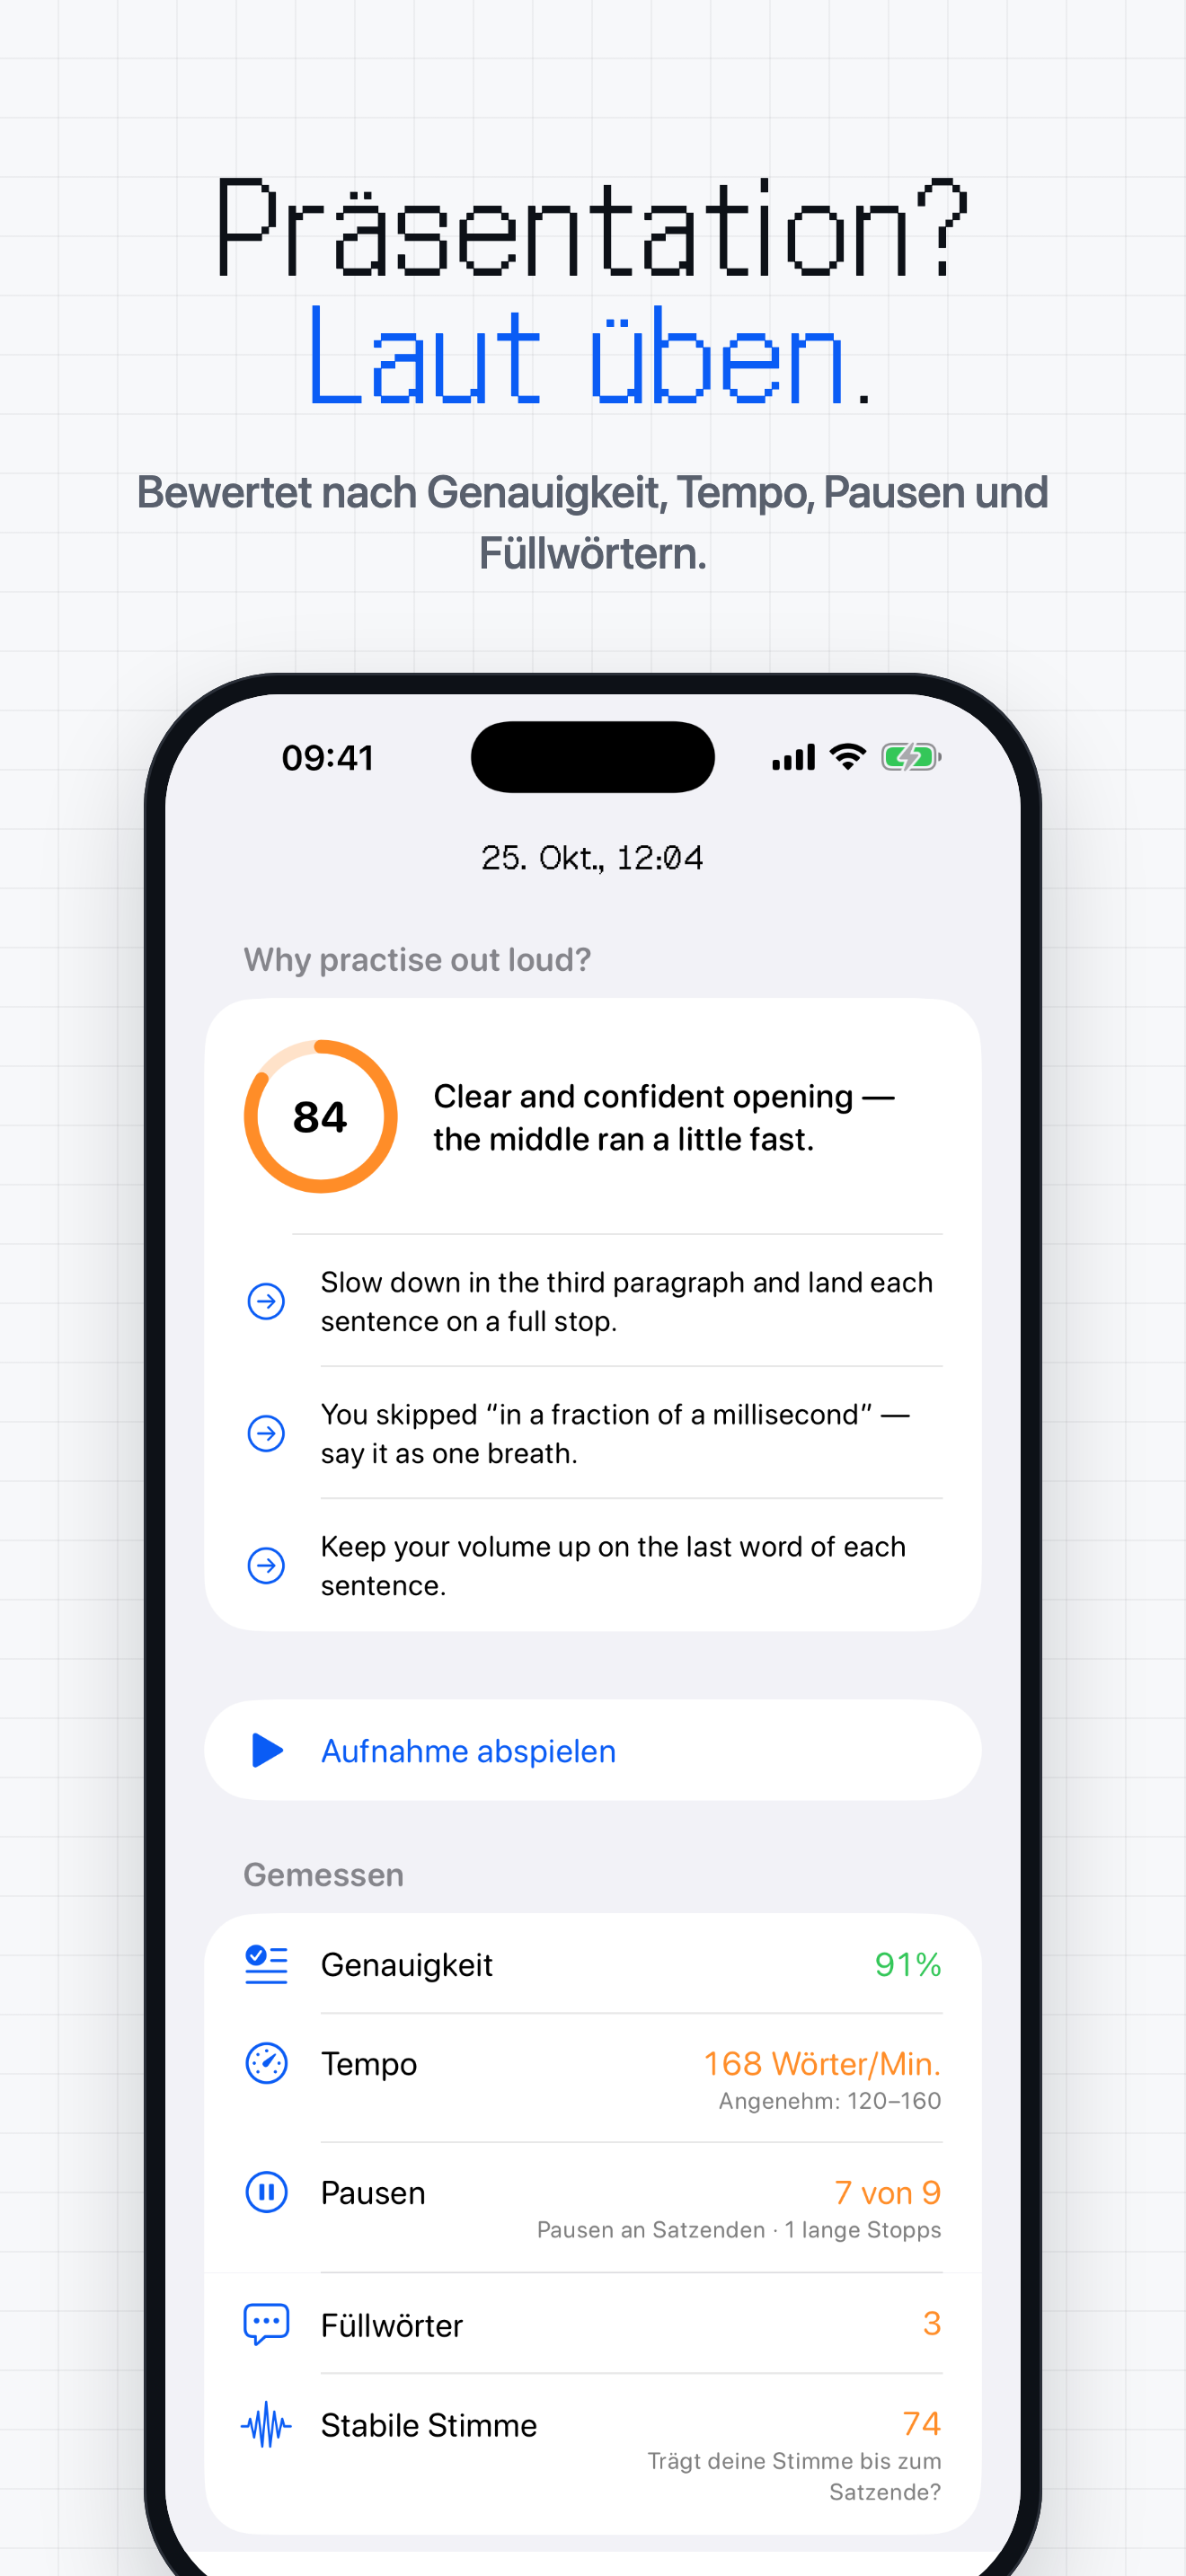 Präsentation?
Laut üben.
Bewertet nach Genauigkeit, Tempo, Pausen und
Füllwörtern.
09:41
25. Okt., 12:04
Why practise out loud?
84
Clear and confident opening —
the middle ran a little fast.
Slow down in the third paragraph and land each
sentence on a full stop.
You skipped “in a fraction of a millisecond” —
say it as one breath.
Keep your volume up on the last word of each
sentence.
Aufnahme abspielen
Gemessen
Genauigkeit 91%
Tempo 168 Wörter/Min.
Angenehm: 120–160
Pausen 7 von 9
Pausen an Satzenden · 1 lange Stopps
Füllwörter 3
Stabile Stimme 74
Trägt deine Stimme bis zum
Satzende?